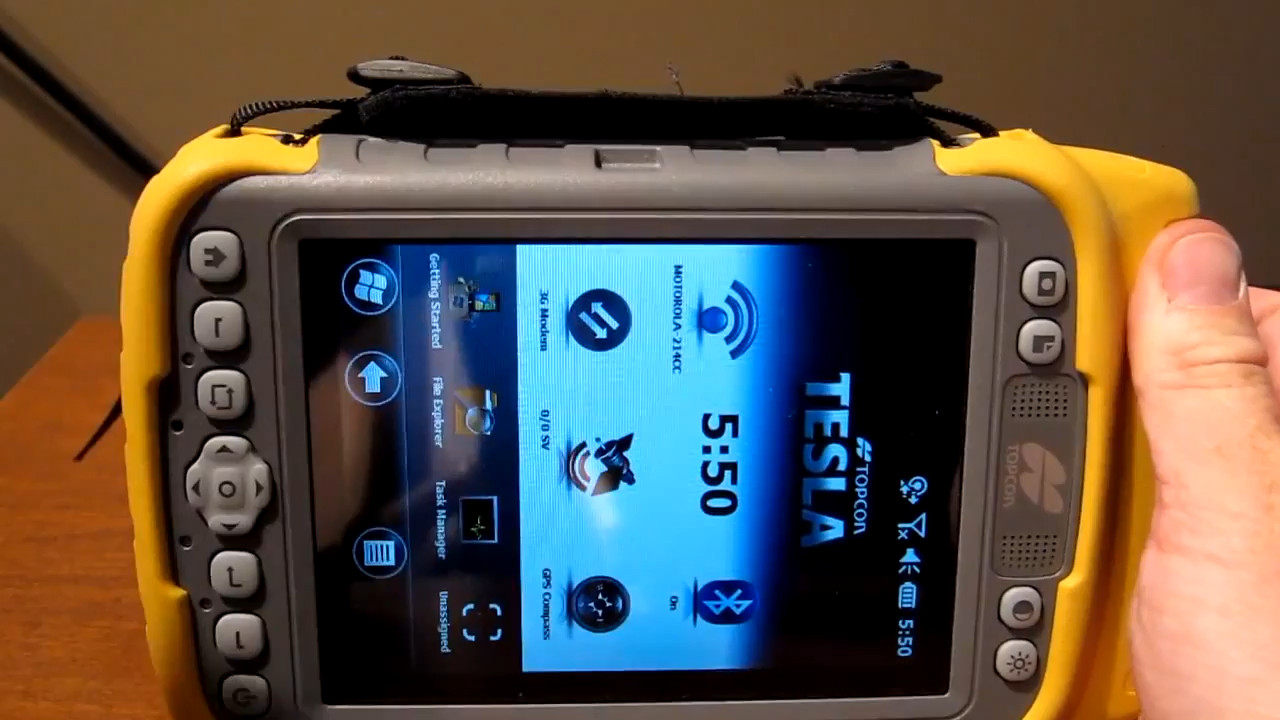 5:50
TOPCON
TESLA
MOTOROLA-214CC
5:50
On
3G Modem
0/0 SV
GPS Compass
Getting Started
File Explorer
Task Manager
Unassigned
TOPCON